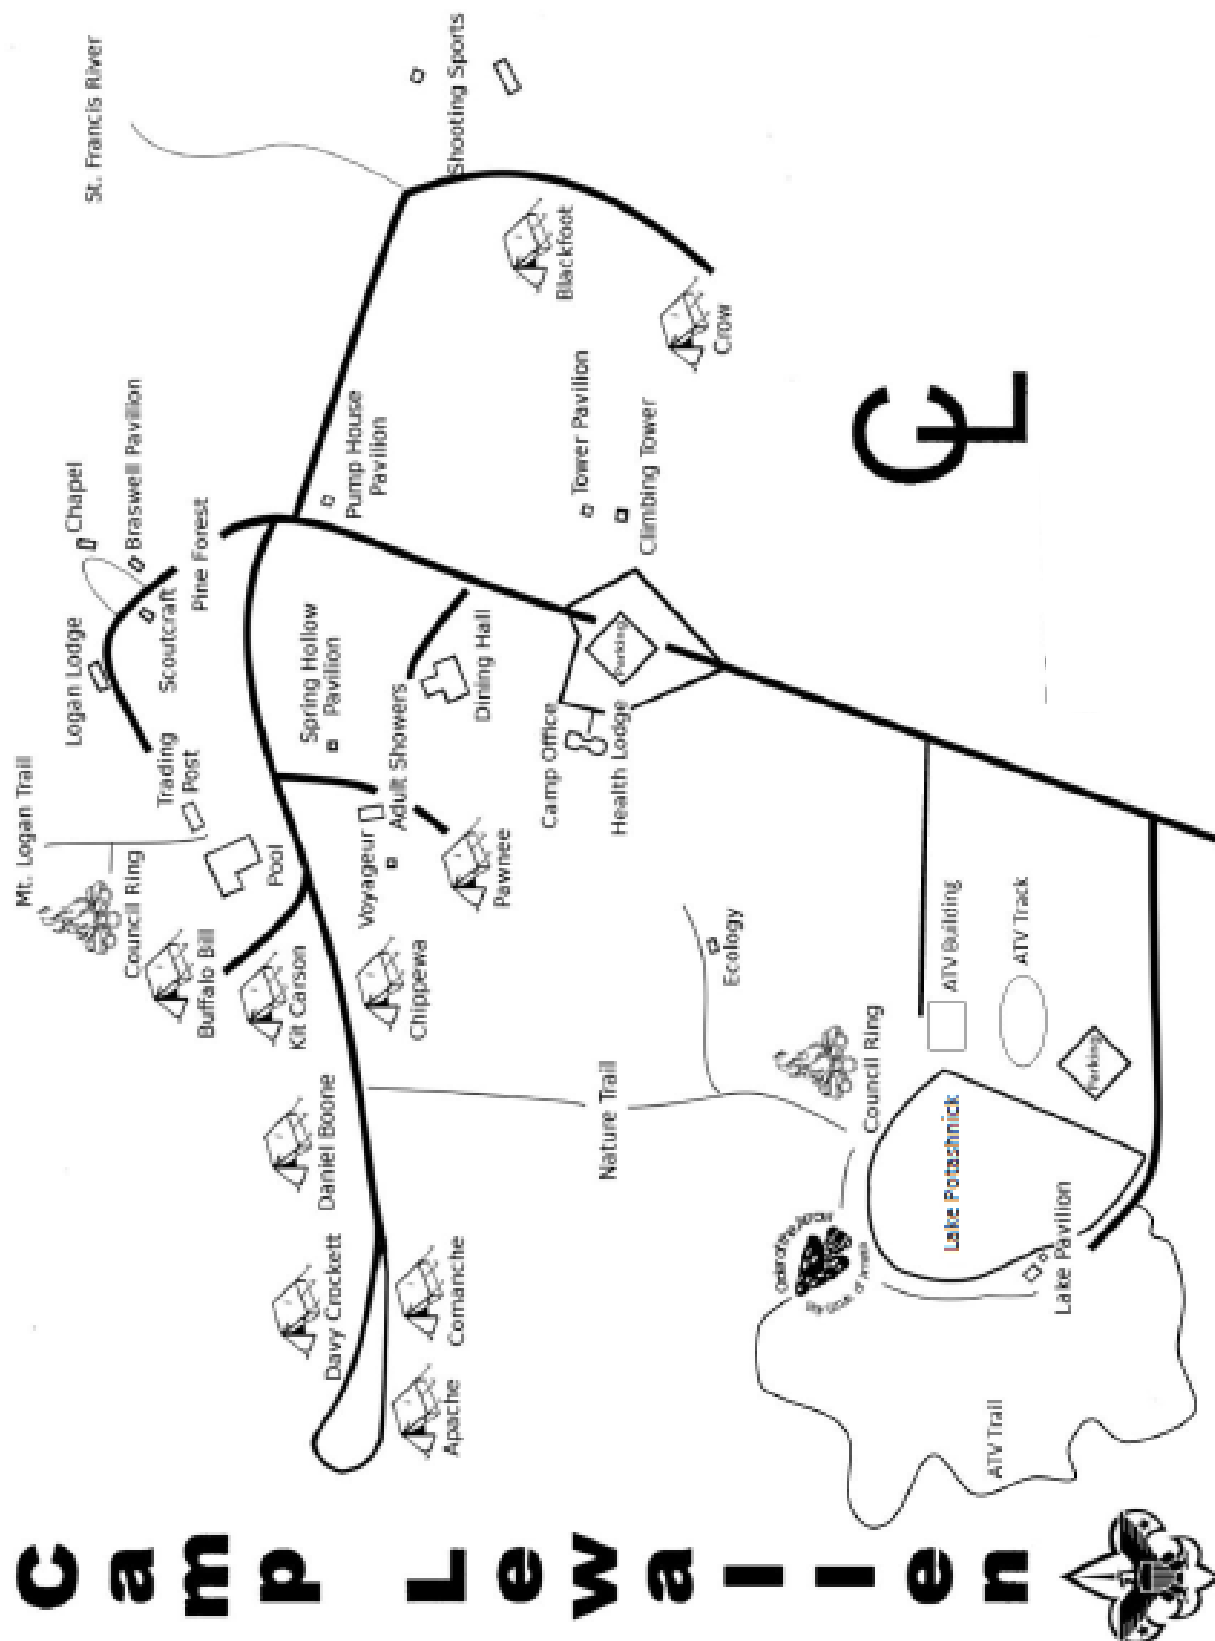 Camp Lewallen
Mt. Logan Trail
Council Ring
Logan Lodge
Chapel
Braswell Pavilion
St. Francis River
Trading
Post
Scoutcraft
Pine Forest
Buffalo Bill
Pool
Kit Carson
Daniel Boone
Davy Crockett
Spring Hollow
Pavilion
Pump House
Pavilion
Shooting Sports
Voyageur
Adult Showers
Chippewa
Comanche
Apache
Pawnee
Dining Hall
Blackfoot
Camp Office
Health Lodge
Parking
Tower Pavilion
Climbing Tower
Crow
Nature Trail
Ecology
Council Ring
Lake Potashnick
ATV Building
ATV Track
Parking
Lake Pavilion
ATV Trail
CL